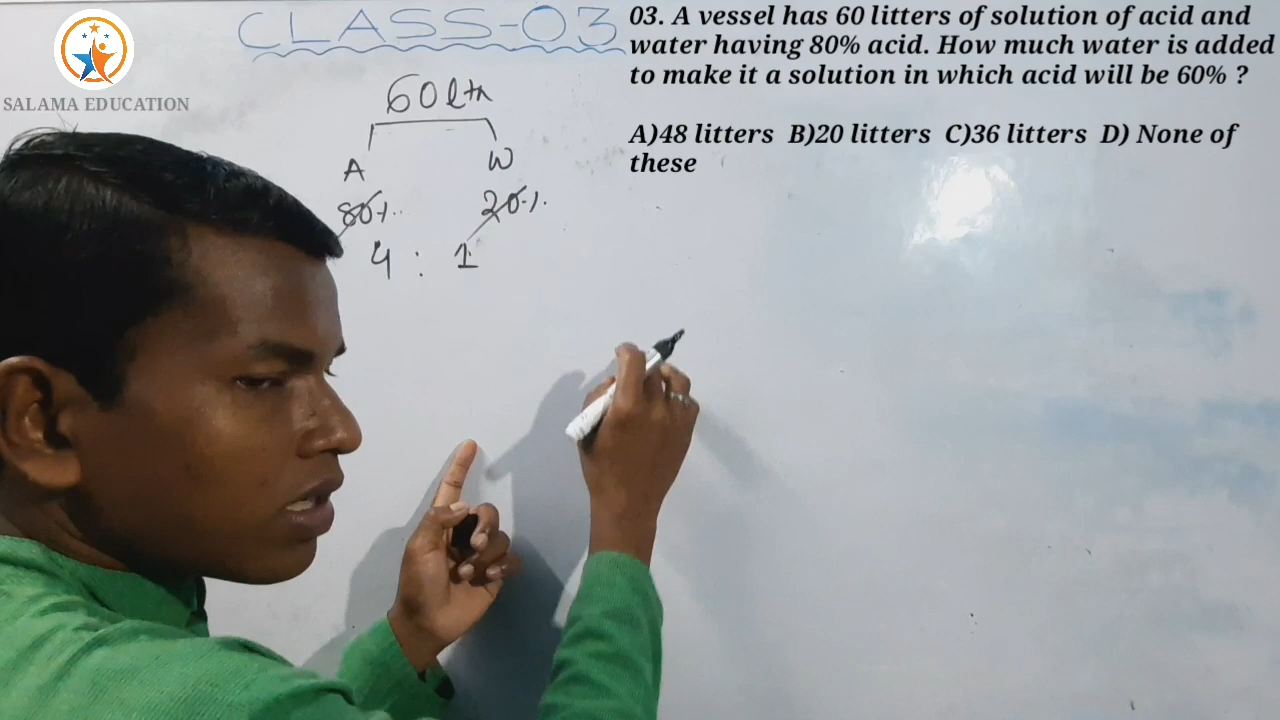 SALAMA EDUCATION
CLASS-03
03. A vessel has 60 litters of solution of acid and
water having 80% acid. How much water is added
to make it a solution in which acid will be 60% ?
A)48 litters B)20 litters C)36 litters D) None of
these
60 ltr
A W
80%. 20%.
4 : 1